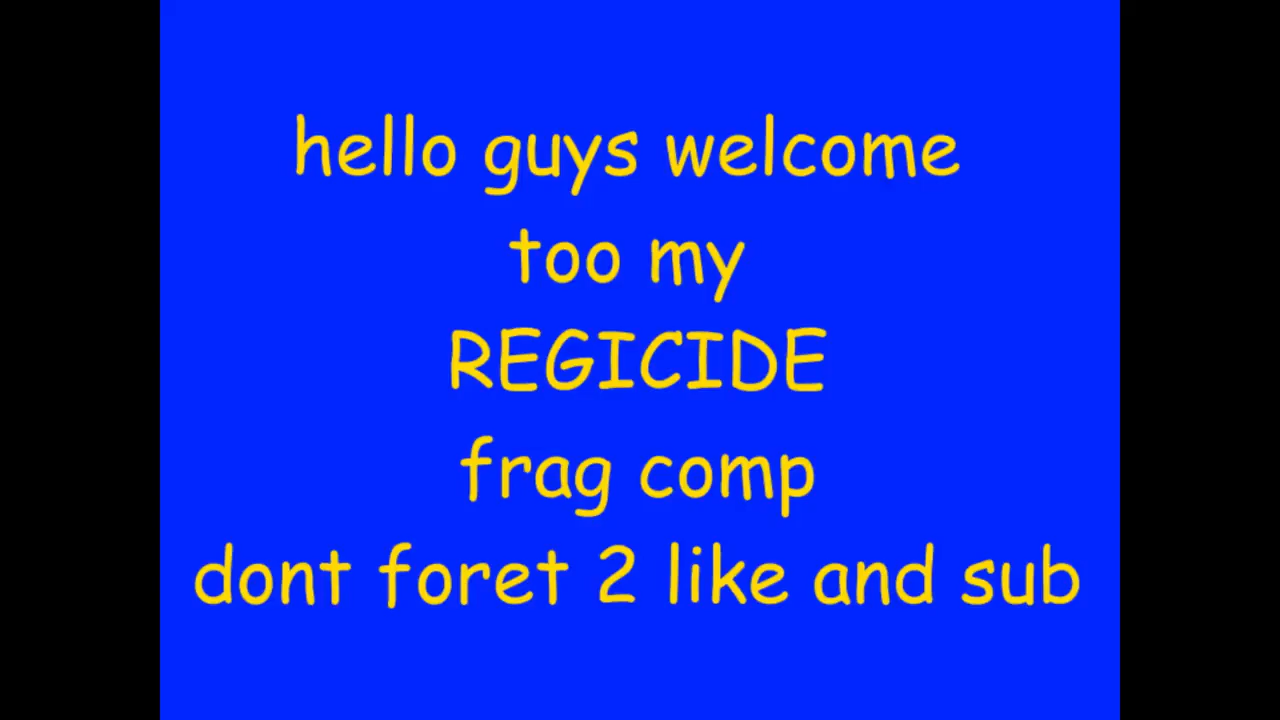 hello guys welcome
too my
REGICIDE
frag comp
dont foret 2 like and sub